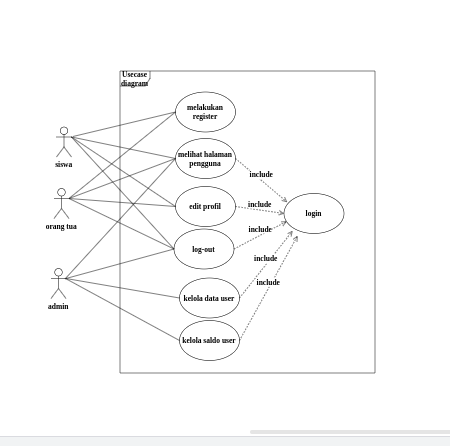 Usecase
diagram
melakukan
register
siswa
melihat halaman
pengguna
include
orang tua
edit profil
include
login
log-out
include
admin
kelola data user
include
kelola saldo user
include